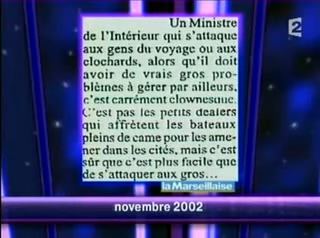 2
Un Ministre
de l'Intérieur qui s'attaque
aux gens du voyage ou aux
clochards, alors qu'il doit
avoir de vrais gros pro-
blèmes à gérer par ailleurs,
c'est carrément clownesque.
C'est pas les petits dealers
qui affrètent les bateaux
pleins de came pour les ame-
ner dans les cités, mais c'est
sûr que c'est plus facile que
de s'attaquer aux gros...
la Marseillaise
novembre 2002